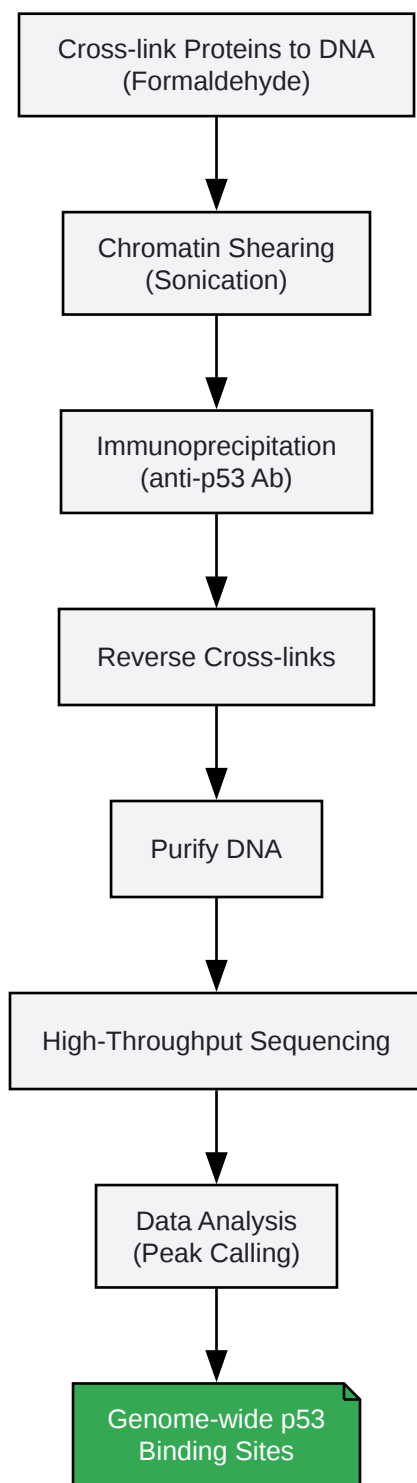 Cross-link Proteins to DNA
(Formaldehyde)
Chromatin Shearing
(Sonication)
Immunoprecipitation
(anti-p53 Ab)
Reverse Cross-links
Purify DNA
High-Throughput Sequencing
Data Analysis
(Peak Calling)
Genome-wide p53
Binding Sites